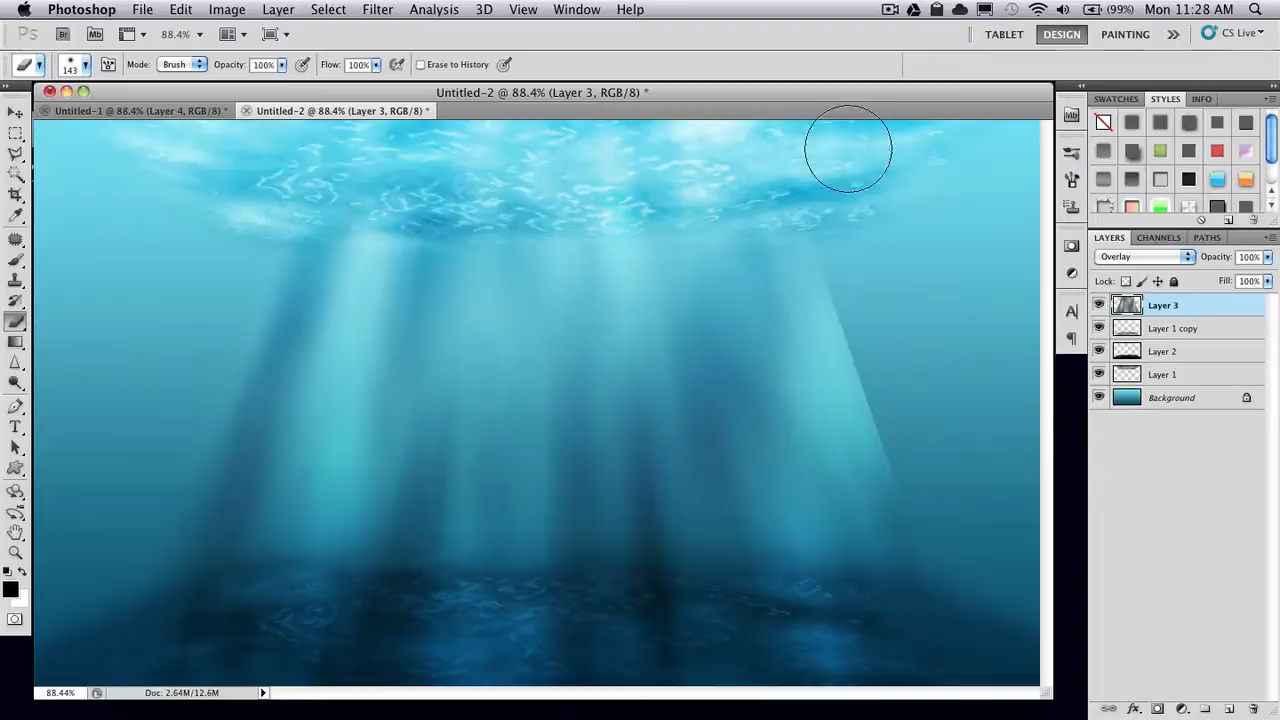 Photoshop File Edit Image Layer Select Filter Analysis 3D View Window Help (99%) Mon 11:28 AM
Ps Br Mb 88.4% TABLET DESIGN PAINTING CS Live
143 Mode: Brush Opacity: 100% Flow: 100% Erase to History
Untitled-2 @ 88.4% (Layer 3, RGB/8) *
Untitled-1 @ 88.4% (Layer 4, RGB/8) * Untitled-2 @ 88.4% (Layer 3, RGB/8) *
SWATCHES STYLES INFO
Mb
LAYERS CHANNELS PATHS
Overlay Opacity: 100%
Lock: Fill: 100%
Layer 3
Layer 1 copy
Layer 2
Layer 1
Background
88.44% Doc: 2.64M/12.6M